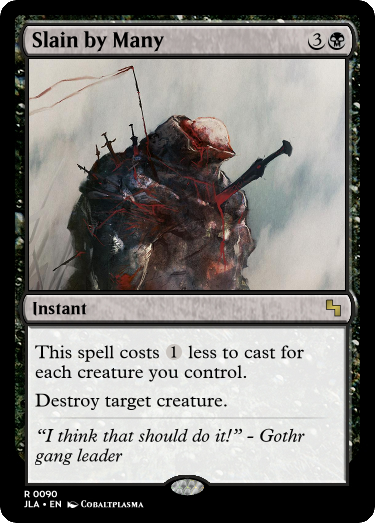 Slain by Many 3
Instant
This spell costs 1 less to cast for
each creature you control.
Destroy target creature.
“I think that should do it!” - Gothr
gang leader
R 0090
JLA • EN Cobaltplasma